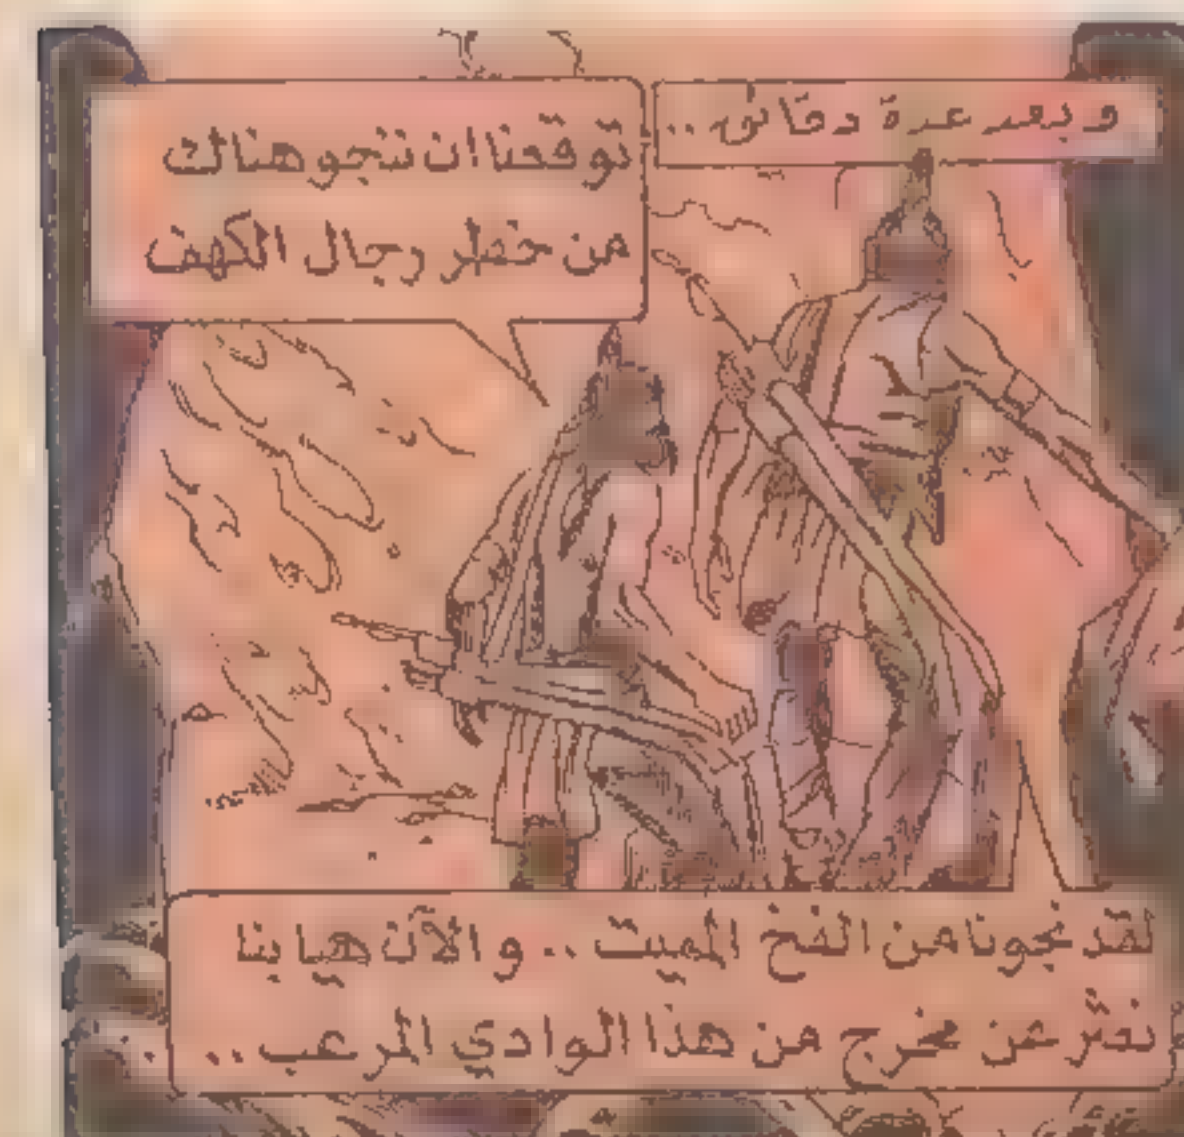 وبعد عدة دقائق ..
توقعنا ان ننجو هناك
من خطر رجال الكهف
لقد نجونا من الفخ المميت .. والآن هيا بنا
نعثر عن مخرج من هذا الوادي المرعب ..